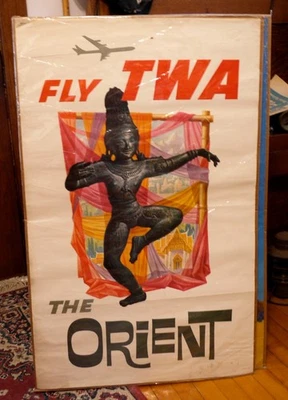 FLY TWA
THE
ORIENT